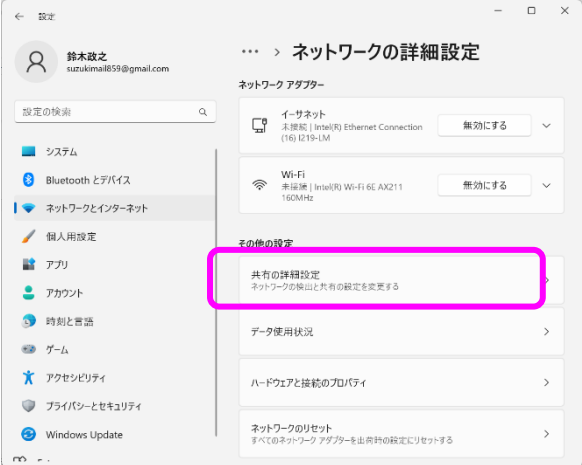 設定
鈴木政之
suzukimail859@gmail.com
設定の検索
システム
Bluetooth とデバイス
ネットワークとインターネット
個人用設定
アプリ
アカウント
時刻と言語
ゲーム
アクセシビリティ
プライバシーとセキュリティ
Windows Update
… > ネットワークの詳細設定
ネットワーク アダプター
イーサネット
未接続 | Intel(R) Ethernet Connection
(16) I219-LM
無効にする
Wi-Fi
未接続 | Intel(R) Wi-Fi 6E AX211
160MHz
無効にする
その他の設定
共有の詳細設定
ネットワークの検出と共有の設定を変更する
データ使用状況
ハードウェアと接続のプロパティ
ネットワークのリセット
すべてのネットワーク アダプターを出荷時の設定にリセットする